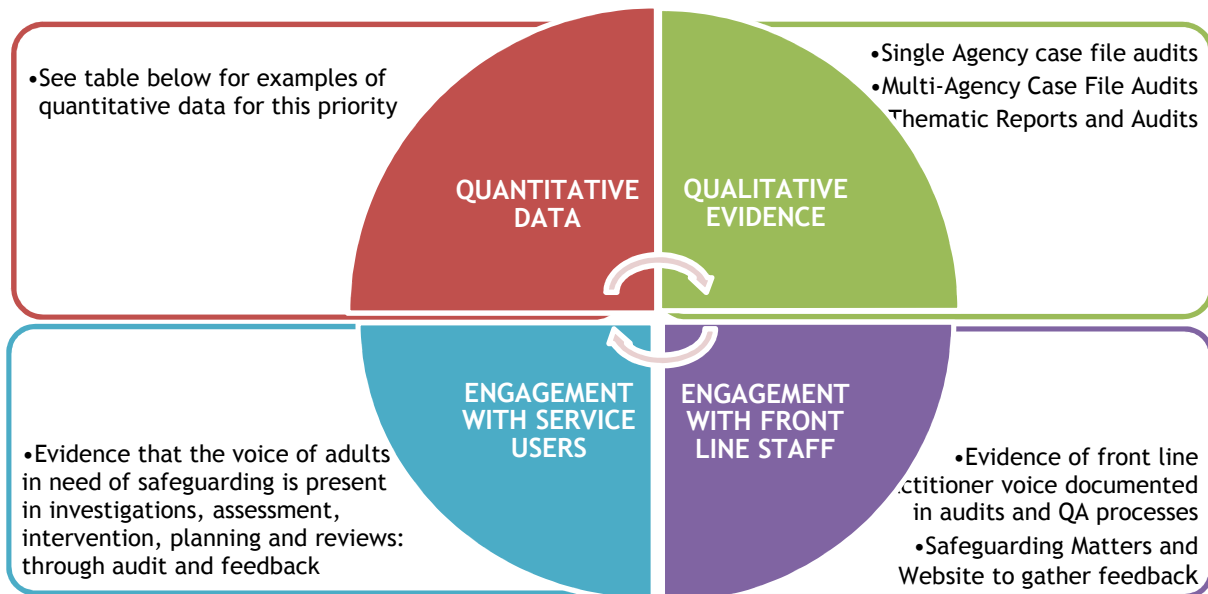 •See table below for examples of
quantitative data for this priority
•Single Agency case file audits
•Multi-Agency Case File Audits
Thematic Reports and Audits
QUANTITATIVE
DATA
QUALITATIVE
EVIDENCE
ENGAGEMENT
WITH SERVICE
USERS
ENGAGEMENT
WITH FRONT
LINE STAFF
•Evidence that the voice of adults
in need of safeguarding is present
in investigations, assessment,
intervention, planning and reviews:
through audit and feedback
•Evidence of front line
voice documented
in audits and QA processes
•Safeguarding Matters and
Website to gather feedback